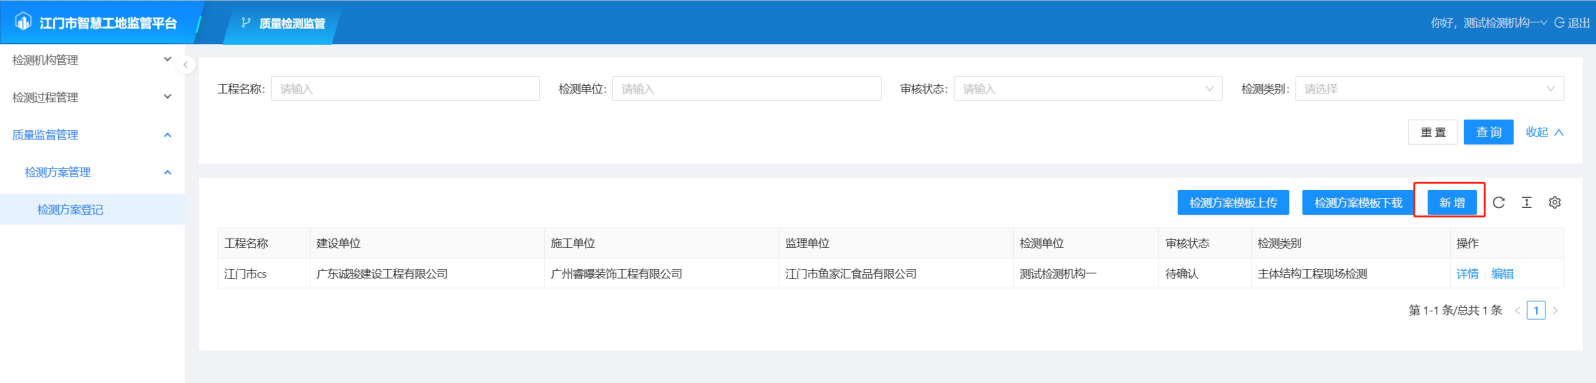 江门市智慧工地监管平台 质量检测监管 你好，测试检测机构一 退出
检测机构管理
检测过程管理
质量监督管理
检测方案管理
检测方案登记
工程名称: 请输入 检测单位: 请输入 审核状态: 请输入 检测类别: 请选择
重置 查询 收起
检测方案模板上传 检测方案模板下载 新增
工程名称 建设单位 施工单位 监理单位 检测单位 审核状态 检测类别 操作
江门市cs 广东诚骏建设工程有限公司 广州睿曝装饰工程有限公司 江门市鱼家汇食品有限公司 测试检测机构一 待确认 主体结构工程现场检测 详情 编辑
第 1-1 条/总共 1 条 < 1 >